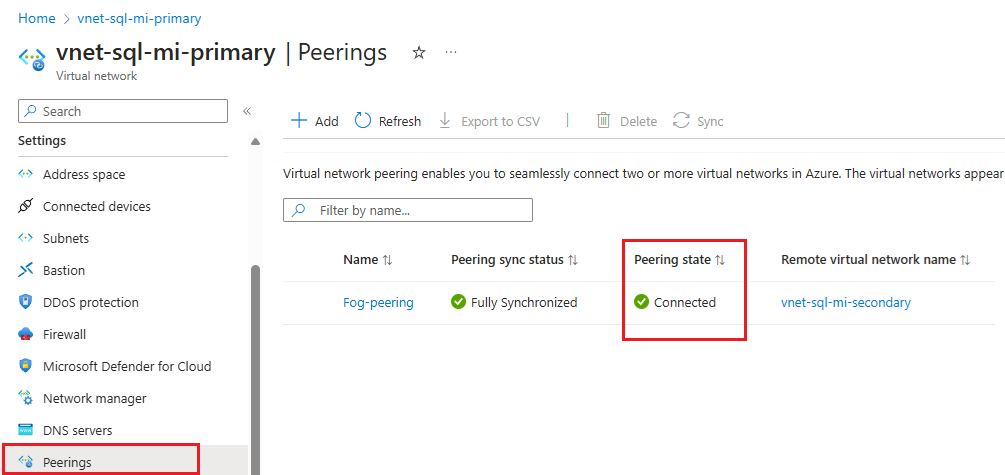 Home > vnet-sql-mi-primary
vnet-sql-mi-primary | Peerings
Virtual network
Search
Settings
Address space
Connected devices
Subnets
Bastion
DDoS protection
Firewall
Microsoft Defender for Cloud
Network manager
DNS servers
Peerings
Add Refresh Export to CSV Delete Sync
Virtual network peering enables you to seamlessly connect two or more virtual networks in Azure. The virtual networks appear
Filter by name...
Name Peering sync status Peering state Remote virtual network name
Fog-peering Fully Synchronized Connected vnet-sql-mi-secondary